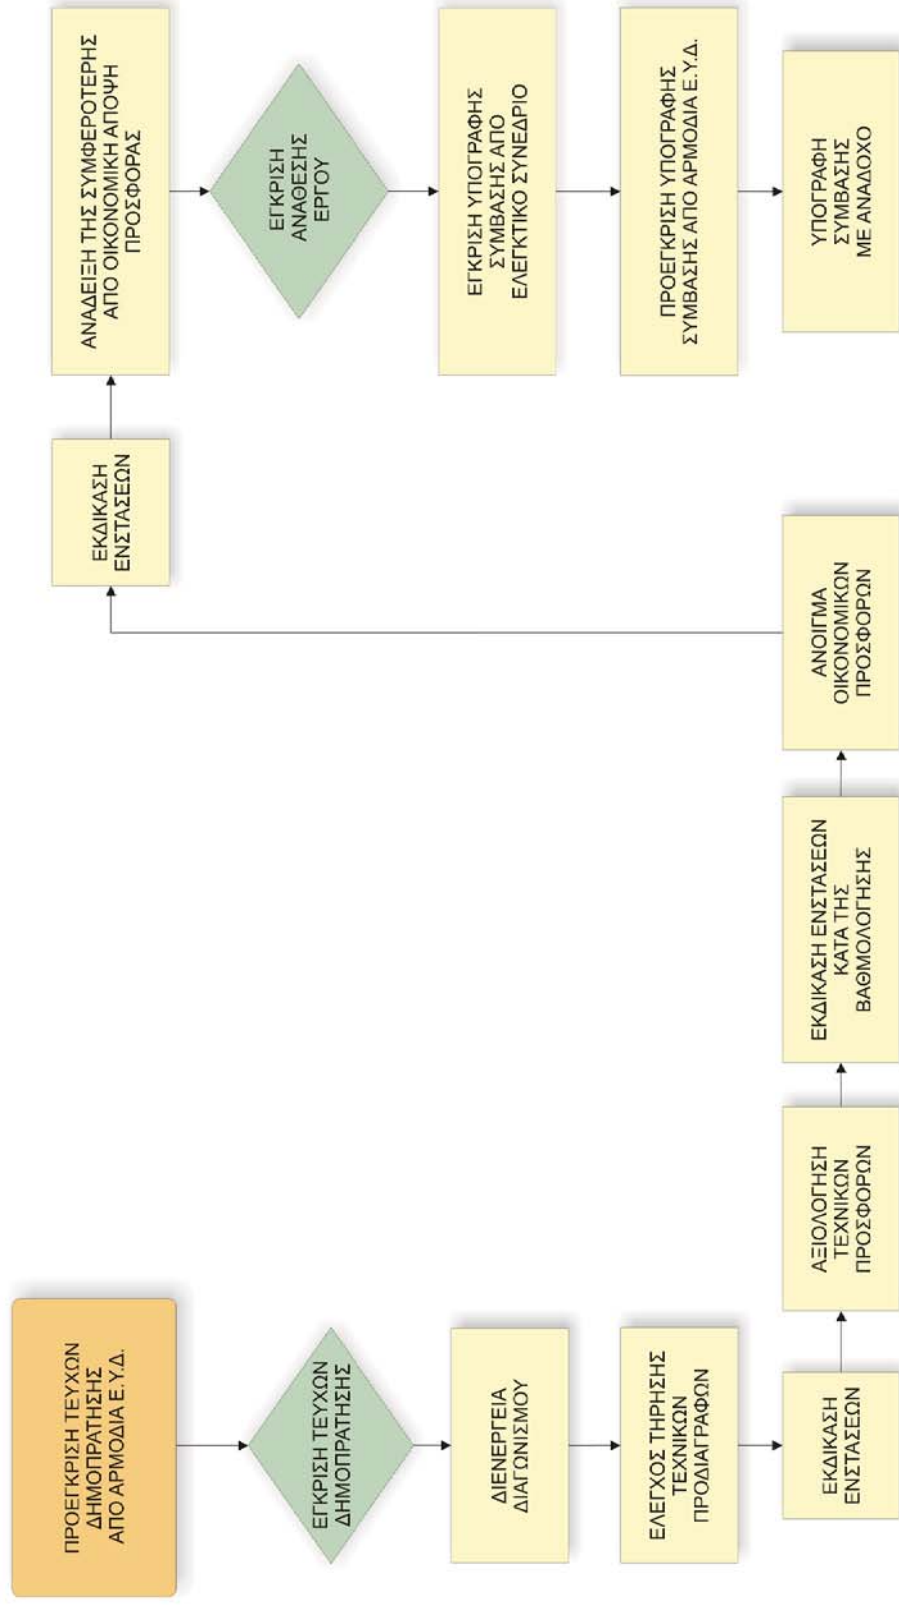 ΠΡΟΕΓΚΡΙΣΗ ΤΕΥΧΩΝ
ΔΗΜΟΠΡΑΤΗΣΗΣ
ΑΠΟ ΑΡΜΟΔΙΑ Ε.Υ.Δ.
ΕΓΚΡΙΣΗ ΤΕΥΧΩΝ
ΔΗΜΟΠΡΑΤΗΣΗΣ
ΔΙΕΝΕΡΓΕΙΑ
ΔΙΑΓΩΝΙΣΜΟΥ
ΕΛΕΓΧΟΣ ΤΗΡΗΣΗΣ
ΤΕΧΝΙΚΩΝ
ΠΡΟΔΙΑΓΡΑΦΩΝ
ΕΚΔΙΚΑΣΗ
ΕΝΣΤΑΣΕΩΝ
ΑΞΙΟΛΟΓΗΣΗ
ΤΕΧΝΙΚΩΝ
ΠΡΟΣΦΟΡΩΝ
ΕΚΔΙΚΑΣΗ ΕΝΣΤΑΣΕΩΝ
ΚΑΤΑ ΤΗΣ
ΒΑΘΜΟΛΟΓΗΣΗΣ
ΑΝΟΙΓΜΑ
ΟΙΚΟΝΟΜΙΚΩΝ
ΠΡΟΣΦΟΡΩΝ
ΕΚΔΙΚΑΣΗ
ΕΝΣΤΑΣΕΩΝ
ΑΝΑΔΕΙΞΗ ΤΗΣ ΣΥΜΦΕΡΟΤΕΡΗΣ
ΑΠΟ ΟΙΚΟΝΟΜΙΚΗ ΑΠΟΨΗ
ΠΡΟΣΦΟΡΑΣ
ΕΓΚΡΙΣΗ
ΑΝΑΘΕΣΗΣ
ΕΡΓΟΥ
ΕΓΚΡΙΣΗ ΥΠΟΓΡΑΦΗΣ
ΣΥΜΒΑΣΗΣ ΑΠΟ
ΕΛΕΓΚΤΙΚΟ ΣΥΝΕΔΡΙΟ
ΠΡΟΕΓΚΡΙΣΗ ΥΠΟΓΡΑΦΗΣ
ΣΥΜΒΑΣΗΣ ΑΠΟ ΑΡΜΟΔΙΑ Ε.Υ.Δ.
ΥΠΟΓΡΑΦΗ
ΣΥΜΒΑΣΗΣ
ΜΕ ΑΝΑΔΟΧΟ